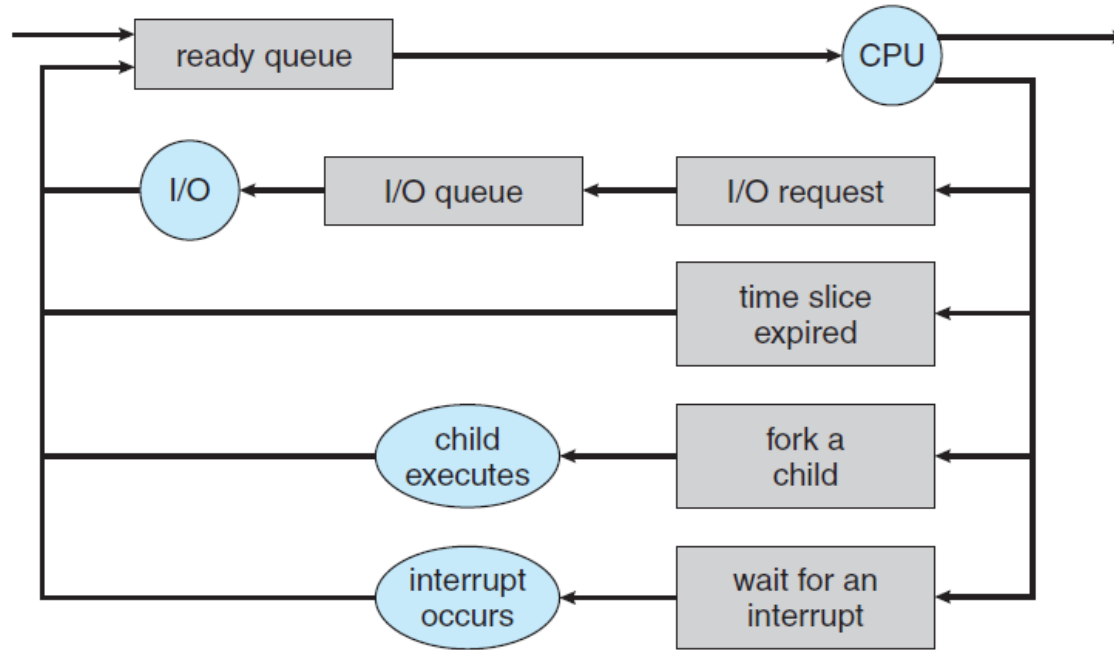 ready queue
CPU
I/O
I/O queue
I/O request
time slice
expired
child
executes
fork a
child
interrupt
occurs
wait for an
interrupt